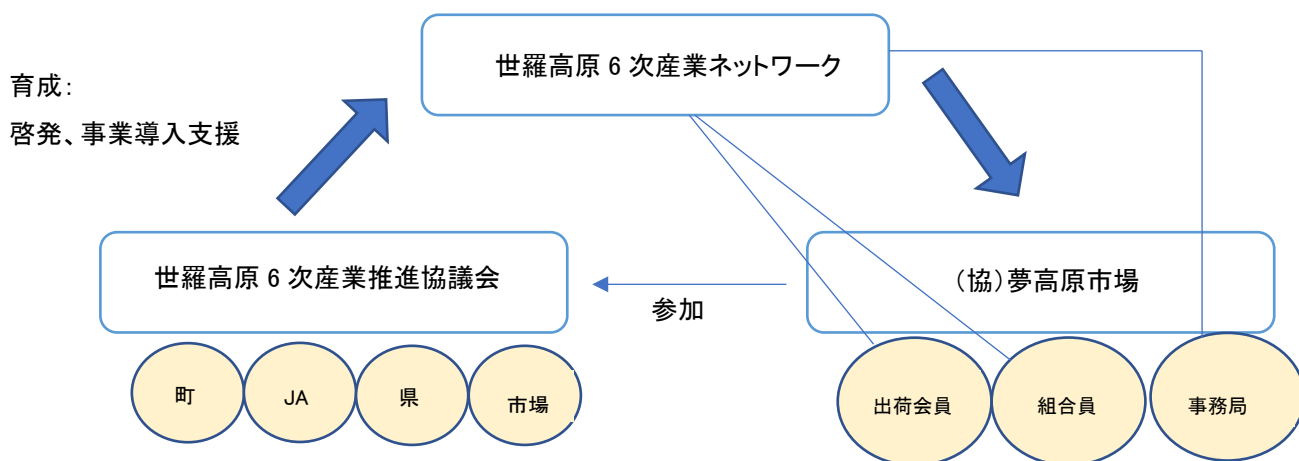 世羅高原 6 次産業ネットワーク
育成：
啓発、事業導入支援
世羅高原 6 次産業推進協議会
参加
（協）夢高原市場
町
JA
県
市場
出荷会員
組合員
事務局